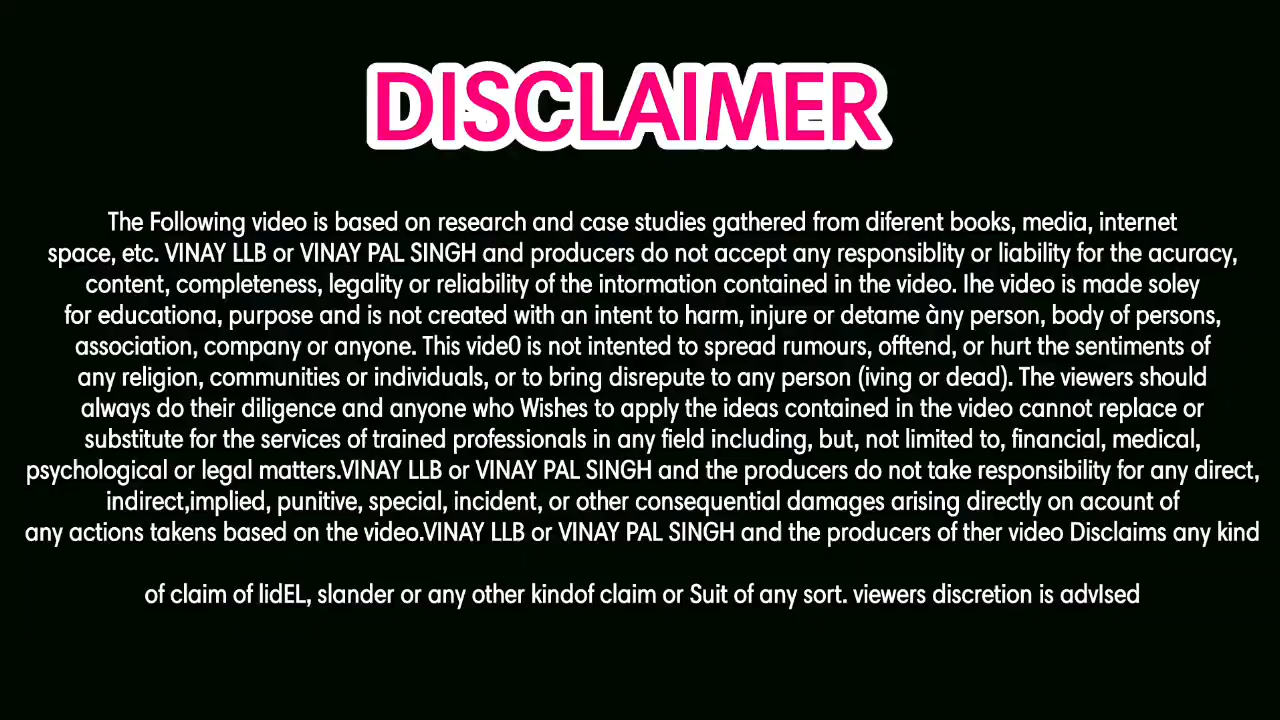 DISCLAIMER
The Following video is based on research and case studies gathered from diferent books, media, internet
space, etc. VINAY LLB or VINAY PAL SINGH and producers do not accept any responsiblity or liability for the acuracy,
content, completeness, legality or reliability of the intormation contained in the video. Ihe video is made soley
for educationa, purpose and is not created with an intent to harm, injure or detame àny person, body of persons,
association, company or anyone. This vide0 is not intented to spread rumours, offtend, or hurt the sentiments of
any religion, communities or individuals, or to bring disrepute to any person (iving or dead). The viewers should
always do their diligence and anyone who Wishes to apply the ideas contained in the video cannot replace or
substitute for the services of trained professionals in any field including, but, not limited to, financial, medical,
psychological or legal matters.VINAY LLB or VINAY PAL SINGH and the producers do not take responsibility for any direct,
indirect,implied, punitive, special, incident, or other consequential damages arising directly on acount of
any actions takens based on the video.VINAY LLB or VINAY PAL SINGH and the producers of ther video Disclaims any kind
of claim of lidEL, slander or any other kindof claim or Suit of any sort. viewers discretion is advIsed